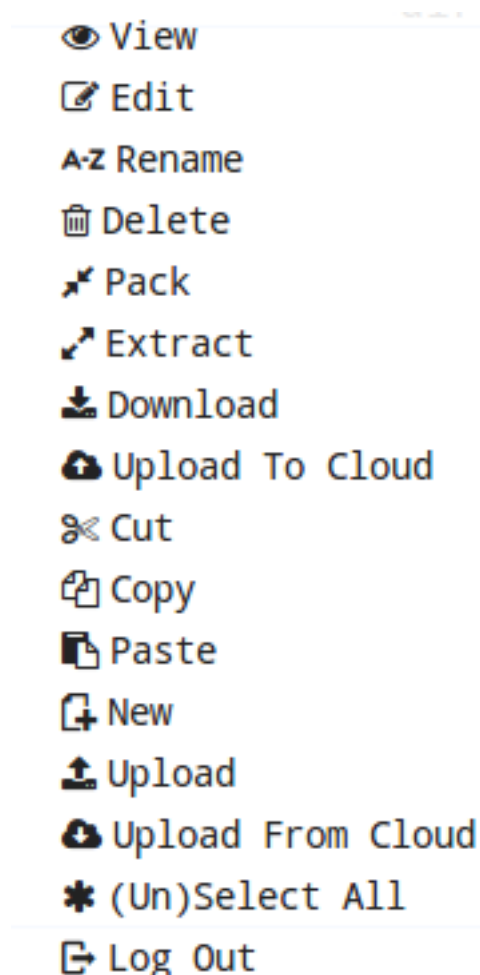 View
Edit
A-Z Rename
Delete
Pack
Extract
Download
Upload To Cloud
Cut
Copy
Paste
New
Upload
Upload From Cloud
(Un)Select All
Log Out